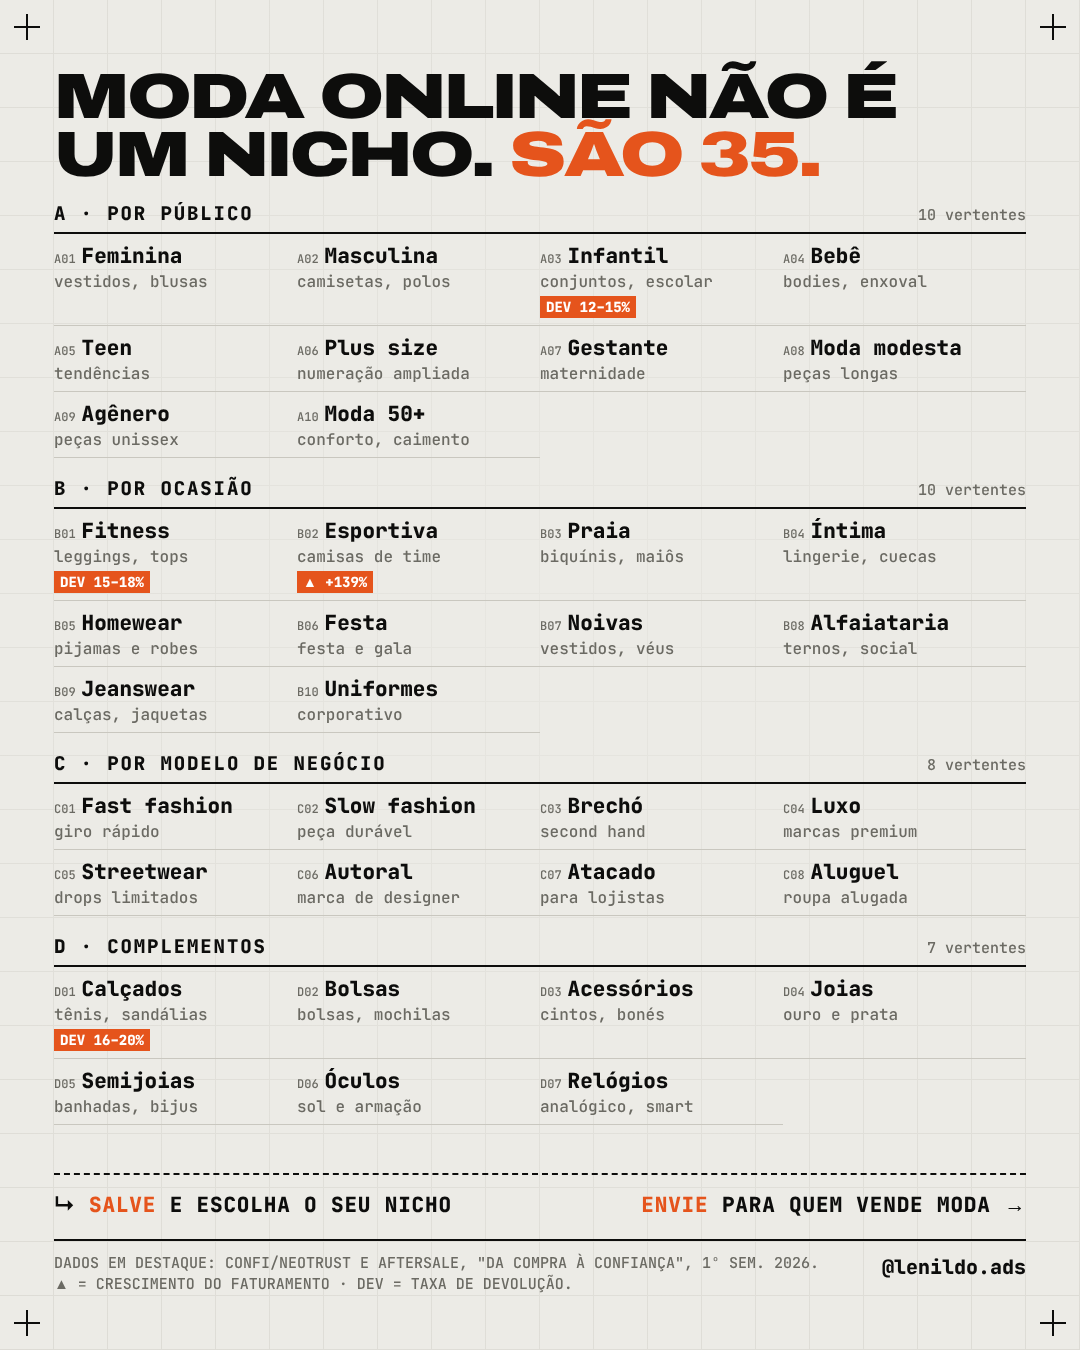 MODA ONLINE NÃO É
UM NICHO. SÃO 35.
A · POR PÚBLICO 10 vertentes
A01 Feminina A02 Masculina A03 Infantil A04 Bebê
vestidos, blusas camisetas, polos conjuntos, escolar bodies, enxoval
DEV 12–15%
A05 Teen A06 Plus size A07 Gestante A08 Moda modesta
tendências numeração ampliada maternidade peças longas
A09 Agênero A10 Moda 50+
peças unissex conforto, caimento
B · POR OCASIÃO 10 vertentes
B01 Fitness B02 Esportiva B03 Praia B04 Íntima
leggings, tops camisas de time biquínis, maiôs lingerie, cuecas
DEV 15–18% ▲ +139%
B05 Homewear B06 Festa B07 Noivas B08 Alfaiataria
pijamas e robes festa e gala vestidos, véus ternos, social
B09 Jeanswear B10 Uniformes
calças, jaquetas corporativo
C · POR MODELO DE NEGÓCIO 8 vertentes
C01 Fast fashion C02 Slow fashion C03 Brechó C04 Luxo
giro rápido peça durável second hand marcas premium
C05 Streetwear C06 Autoral C07 Atacado C08 Aluguel
drops limitados marca de designer para lojistas roupa alugada
D · COMPLEMENTOS 7 vertentes
D01 Calçados D02 Bolsas D03 Acessórios D04 Joias
tênis, sandálias bolsas, mochilas cintos, bonés ouro e prata
DEV 16–20%
D05 Semijoias D06 Óculos D07 Relógios
banhadas, bijus sol e armação analógico, smart
↳ SALVE E ESCOLHA O SEU NICHO ENVIE PARA QUEM VENDE MODA →
DADOS EM DESTAQUE: CONFI/NEOTRUST E AFTERSALE, "DA COMPRA À CONFIANÇA", 1º SEM. 2026.
▲ = CRESCIMENTO DO FATURAMENTO · DEV = TAXA DE DEVOLUÇÃO.
@lenildo.ads